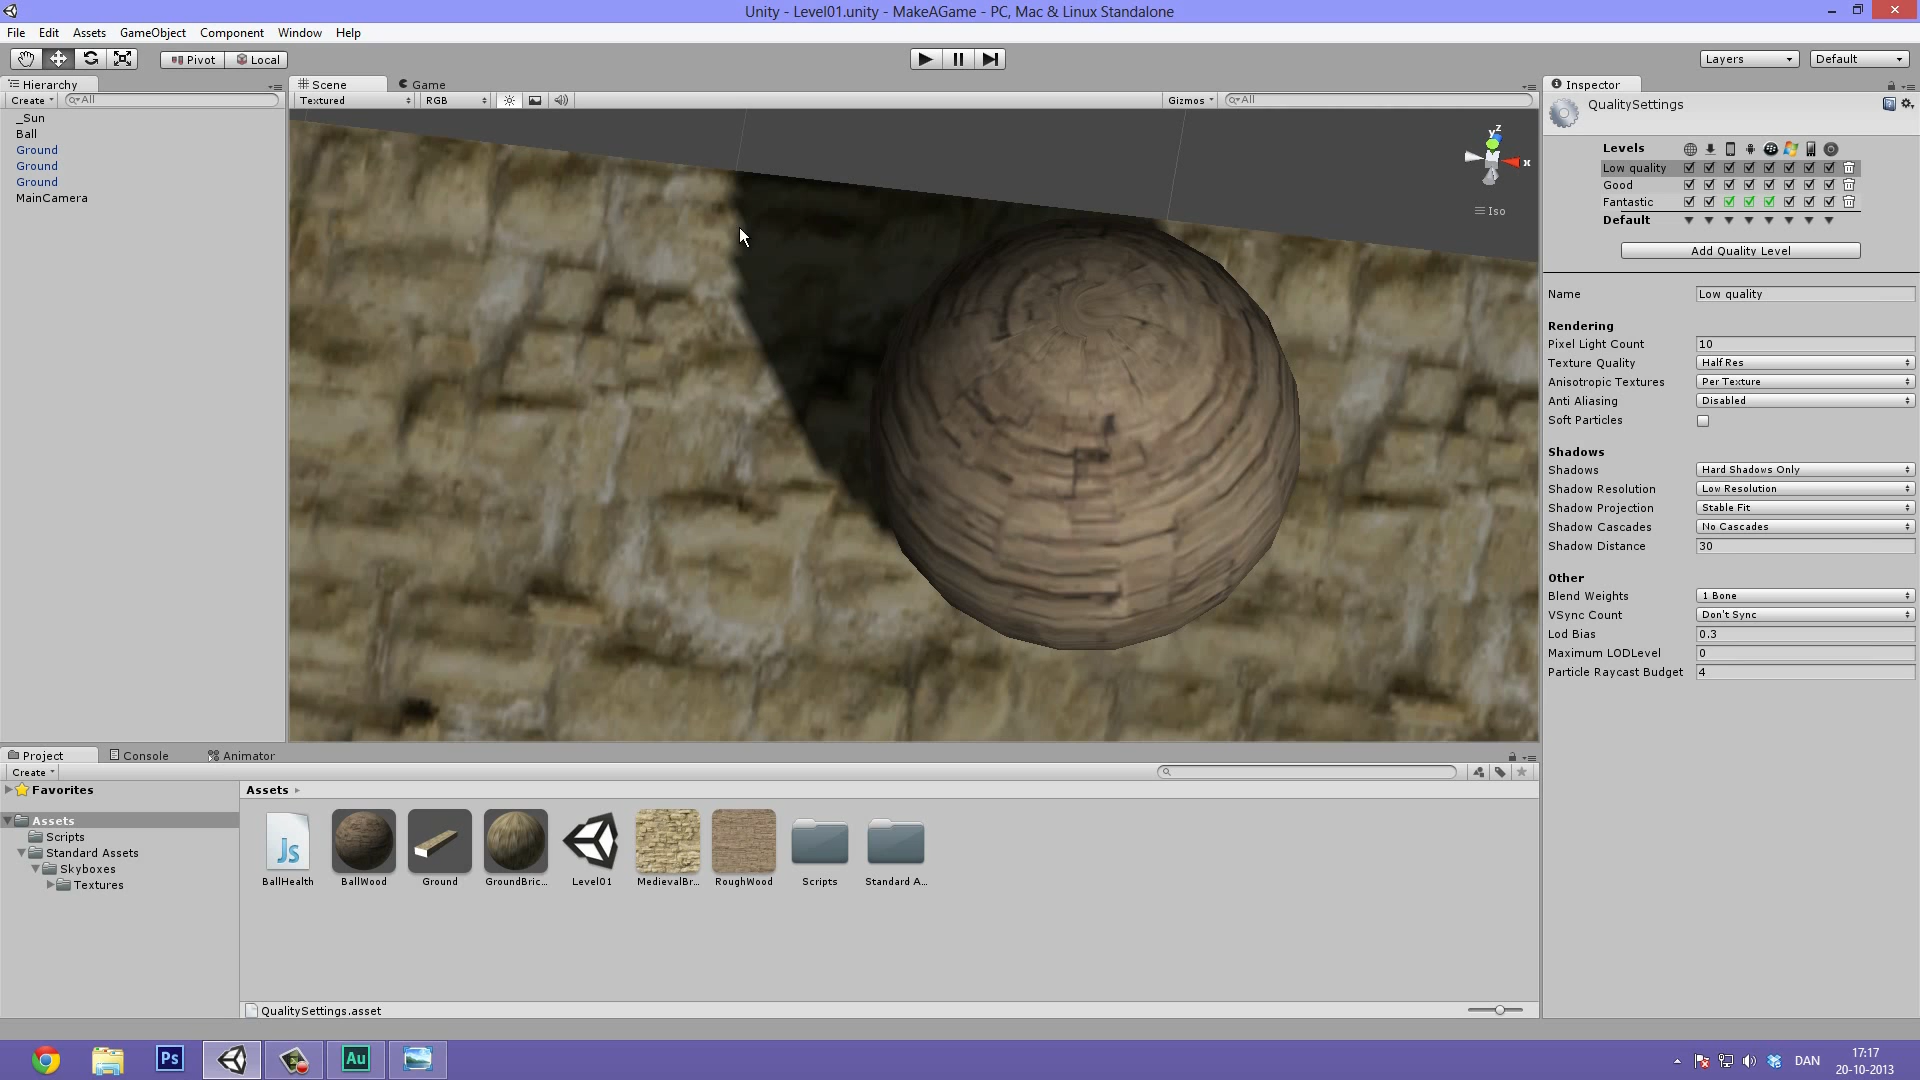 Unity - Level01.unity - MakeAGame - PC, Mac & Linux Standalone
File Edit Assets GameObject Component Window Help
Pivot Local Layers Default
Hierarchy
Create All
_Sun
Ball
Ground
Ground
Ground
MainCamera
Scene Game
Textured RGB Gizmos All
y z
x
Iso
Inspector
QualitySettings
Levels
Low quality
Good
Fantastic
Default
Add Quality Level
Name Low quality
Rendering
Pixel Light Count 10
Texture Quality Half Res
Anisotropic Textures Per Texture
Anti Aliasing Disabled
Soft Particles
Shadows
Shadows Hard Shadows Only
Shadow Resolution Low Resolution
Shadow Projection Stable Fit
Shadow Cascades No Cascades
Shadow Distance 30
Other
Blend Weights 1 Bone
VSync Count Don't Sync
Lod Bias 0.3
Maximum LODLevel 0
Particle Raycast Budget 4
Project Console Animator
Create
Favorites
Assets
Scripts
Standard Assets
Skyboxes
Textures
Assets
Js
BallHealth BallWood Ground GroundBric... Level01 MedievalBr... RoughWood Scripts Standard A...
QualitySettings.asset
Ps Au
DAN
17:17
20-10-2013